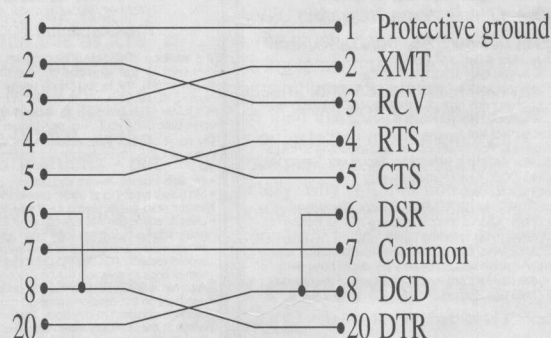 1 1 Protective ground
2 2 XMT
3 3 RCV
4 4 RTS
5 5 CTS
6 6 DSR
7 7 Common
8 8 DCD
20 20 DTR